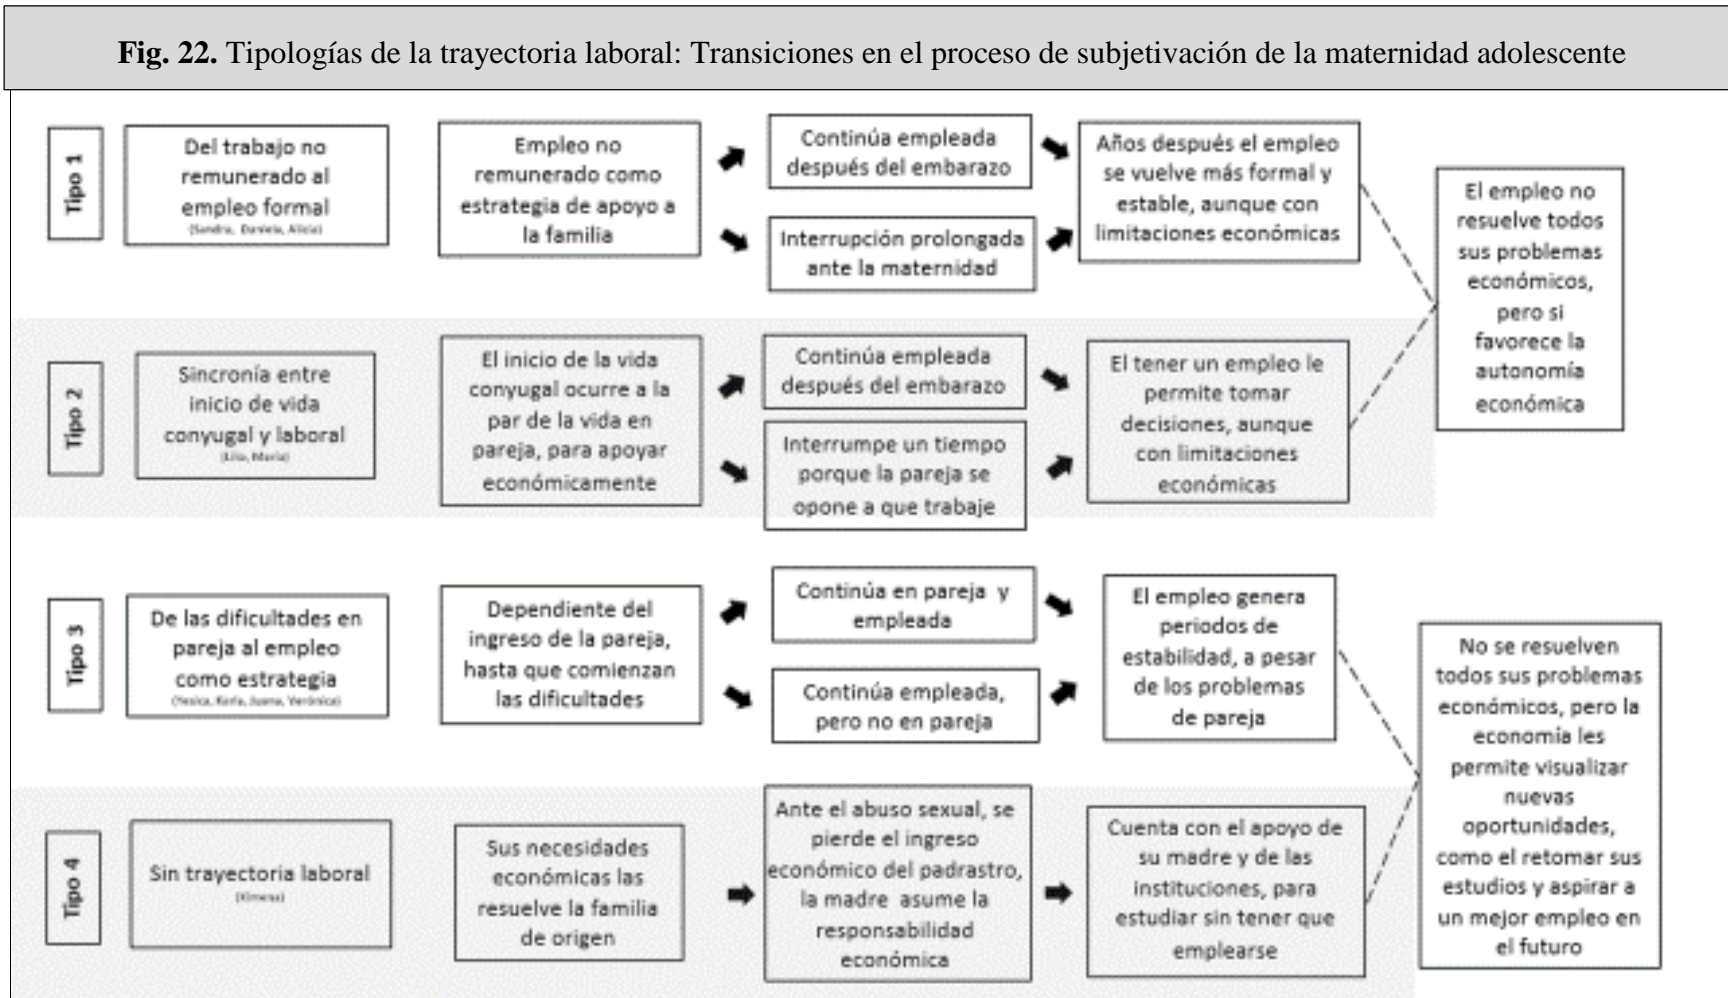 Fig. 22. Tipologías de la trayectoria laboral: Transiciones en el proceso de subjetivación de la maternidad adolescente
Tipo 1
Del trabajo no
remunerado al
empleo formal
(Sandra, Daniela, Alicia)
Empleo no
remunerado como
estrategia de apoyo a
la familia
Continúa empleada
después del embarazo
Interrupción prolongada
ante la maternidad
Años después el empleo
se vuelve más formal y
estable, aunque con
limitaciones económicas
El empleo no
resuelve todos
sus problemas
económicos,
pero si
favorece la
autonomía
económica
Tipo 2
Sincronía entre
inicio de vida
conyugal y laboral
(Lilia, María)
El inicio de la vida
conyugal ocurre a la
par de la vida en
pareja, para apoyar
económicamente
Continúa empleada
después del embarazo
Interrumpe un tiempo
porque la pareja se
opone a que trabaje
El tener un empleo le
permite tomar
decisiones, aunque
con limitaciones
económicas
Tipo 3
De las dificultades en
pareja al empleo
como estrategia
(Yesica, Karla, Juana, Verónica)
Dependiente del
ingreso de la pareja,
hasta que comienzan
las dificultades
Continúa en pareja y
empleada
Continúa empleada,
pero no en pareja
El empleo genera
periodos de
estabilidad, a pesar
de los problemas
de pareja
No se resuelven
todos sus problemas
económicos, pero la
economía les
permite visualizar
nuevas
oportunidades,
como el retomar sus
estudios y aspirar a
un mejor empleo en
el futuro
Tipo 4
Sin trayectoria laboral
(Ximena)
Sus necesidades
económicas las
resuelve la familia
de origen
Ante el abuso sexual, se
pierde el ingreso
económico del padrastro,
la madre asume la
responsabilidad
económica
Cuenta con el apoyo de
su madre y de las
instituciones, para
estudiar sin tener que
emplearse